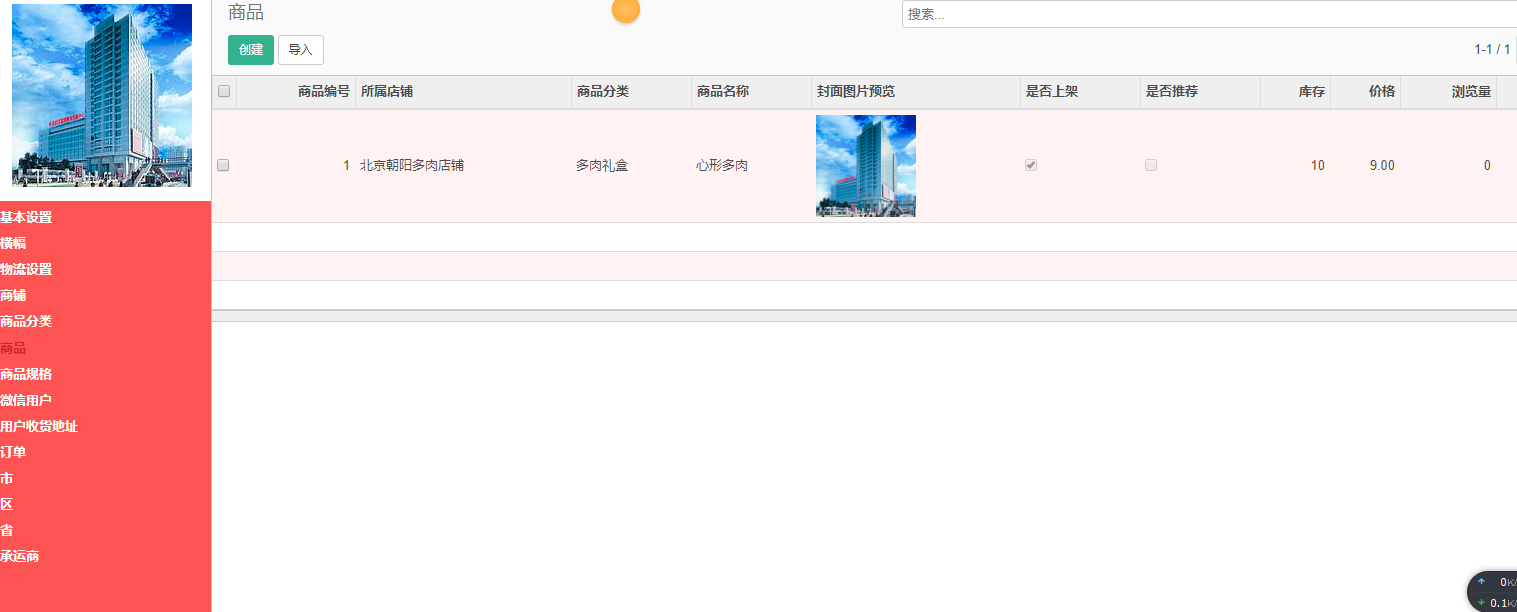 商品
搜索...
创建 导入
1-1 / 1
商品编号 所属店铺 商品分类 商品名称 封面图片预览 是否上架 是否推荐 库存 价格 浏览量
1 北京朝阳多肉店铺 多肉礼盒 心形多肉 10 9.00 0
基本设置
横幅
物流设置
商铺
商品分类
商品
商品规格
微信用户
用户收货地址
订单
市
区
省
承运商
0K/
0.1K/